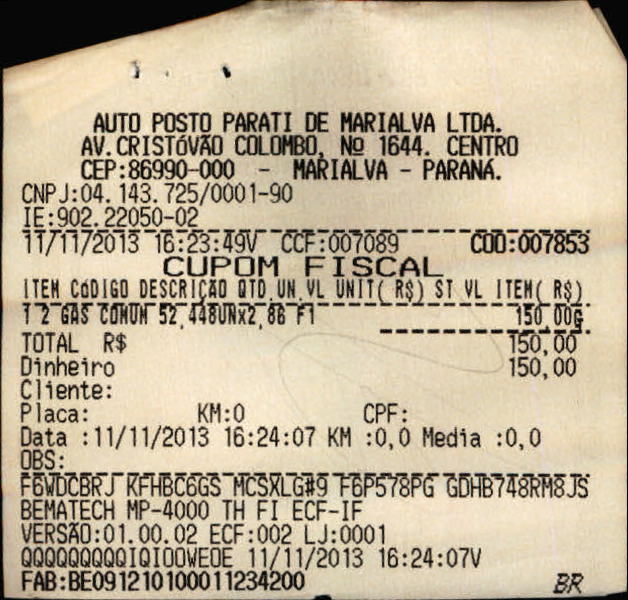 AUTO POSTO PARATI DE MARIALVA LTDA.
AV.CRISTÓVÃO COLOMBO, Nº 1644. CENTRO
CEP:86990-000 - MARIALVA - PARANÁ.
CNPJ:04.143.725/0001-90
IE:902.22050-02
11/11/2013 16:23:49V CCF:007089 COO:007853
CUPOM FISCAL
ITEM CÓDIGO DESCRIÇÃO QTD.UN.VL UNIT( R$) ST VL ITEM( R$)
1 2 GAS COMUM 52,448UNx2,86 F1 150,00G
TOTAL R$ 150,00
Dinheiro 150,00
Cliente:
Placa: KM:0 CPF:
Data :11/11/2013 16:24:07 KM :0,0 Media :0,0
OBS:
F6WDCBRJ KFHBC6GS MCSXLG#9 F6P578PG GDHB748RM8JS
BEMATECH MP-4000 TH FI ECF-IF
VERSÃO:01.00.02 ECF:002 LJ:0001
QQQQQQQQQIQIOOWEOE 11/11/2013 16:24:07V
FAB:BE091210100011234200 BR